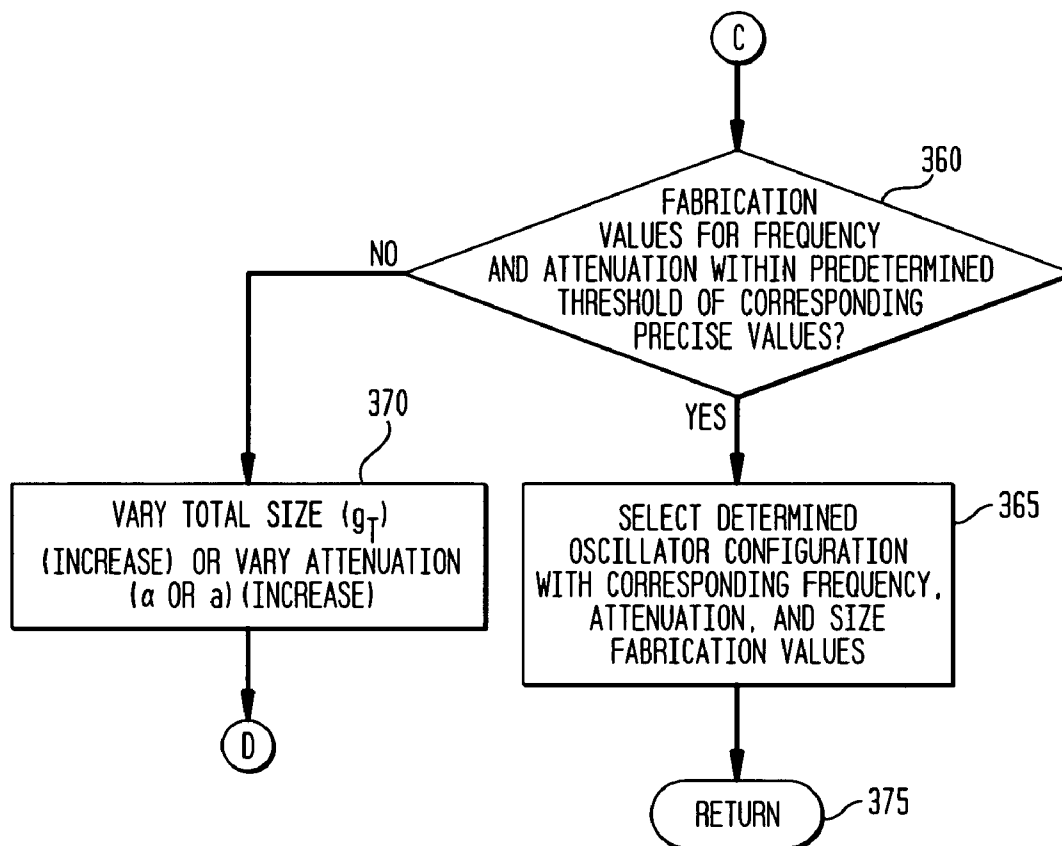 C
360
FABRICATION
VALUES FOR FREQUENCY
AND ATTENUATION WITHIN PREDETERMINED
THRESHOLD OF CORRESPONDING
PRECISE VALUES?
NO
YES
370
VARY TOTAL SIZE (gT)
(INCREASE) OR VARY ATTENUATION
(α OR a) (INCREASE)
D
365
SELECT DETERMINED
OSCILLATOR CONFIGURATION
WITH CORRESPONDING FREQUENCY,
ATTENUATION, AND SIZE
FABRICATION VALUES
RETURN
375